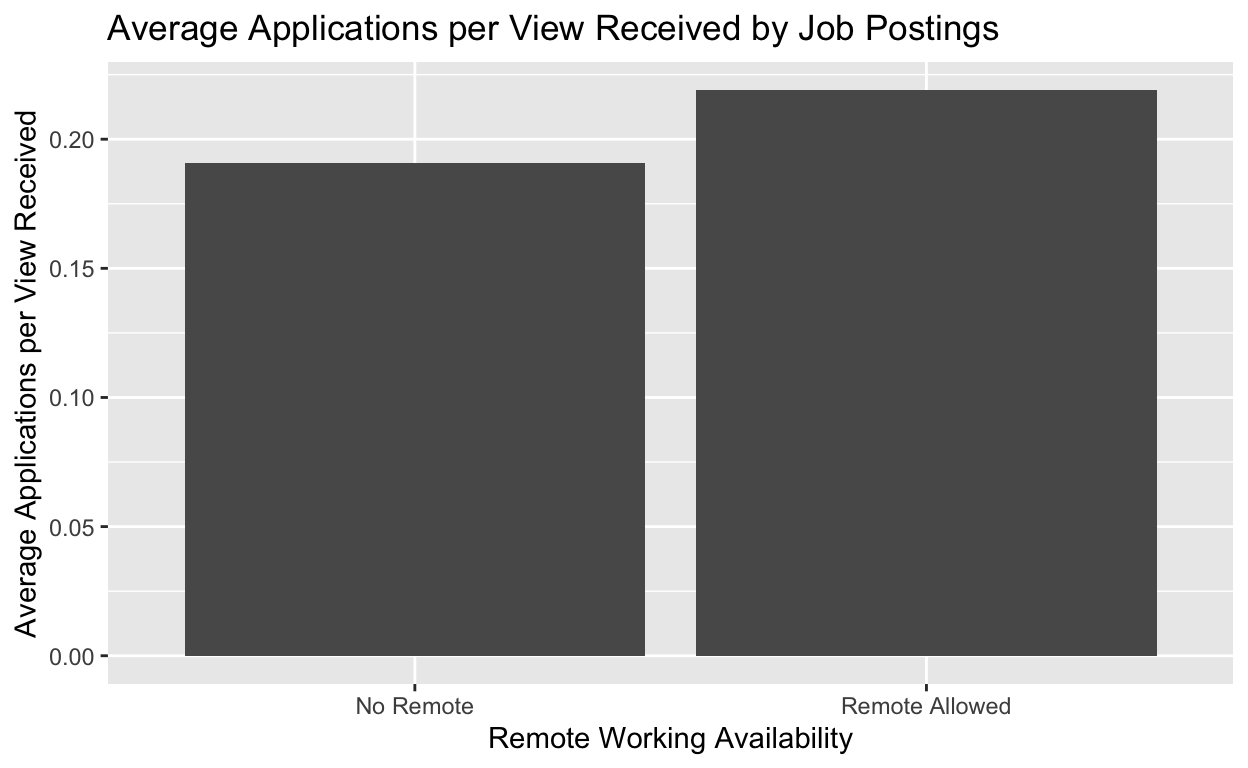 Average Applications per View Received by Job Postings
Average Applications per View Received
0.20
0.15
0.10
0.05
0.00
No Remote
Remote Allowed
Remote Working Availability